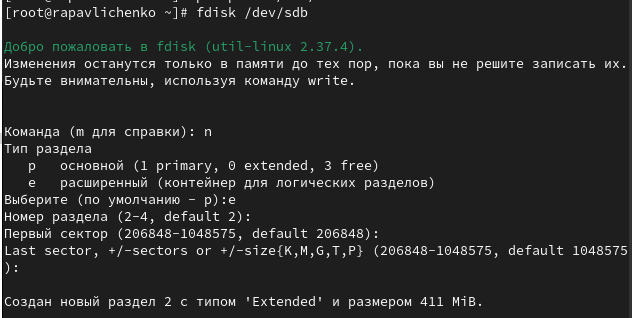 [root@rapavlichenko ~]# fdisk /dev/sdb
Добро пожаловать в fdisk (util-linux 2.37.4).
Изменения останутся только в памяти до тех пор, пока вы не решите записать их.
Будьте внимательны, используя команду write.
Команда (m для справки): n
Тип раздела
p основной (1 primary, 0 extended, 3 free)
e расширенный (контейнер для логических разделов)
Выберите (по умолчанию - p):e
Номер раздела (2-4, default 2):
Первый сектор (206848-1048575, default 206848):
Last sector, +/-sectors or +/-size{K,M,G,T,P} (206848-1048575, default 1048575
):
Создан новый раздел 2 с типом 'Extended' и размером 411 MiB.